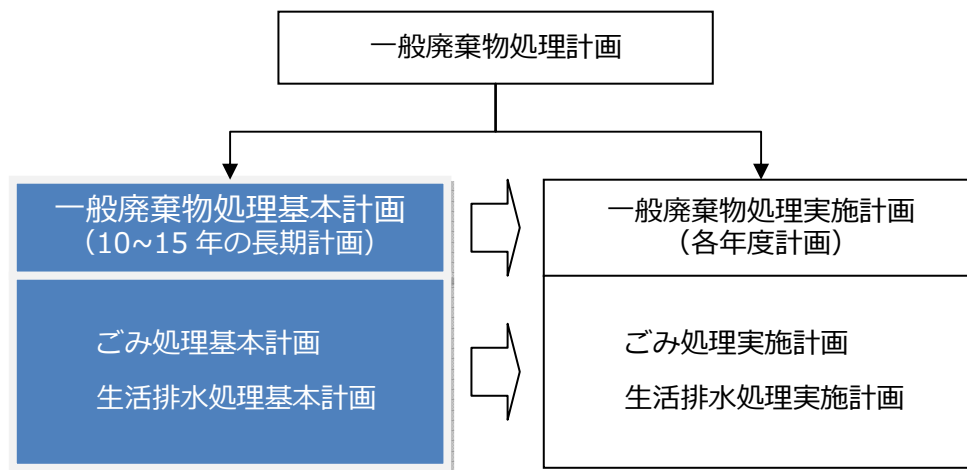 一般廃棄物処理計画
一般廃棄物処理基本計画
（10~15 年の長期計画）
ごみ処理基本計画
生活排水処理基本計画
一般廃棄物処理実施計画
（各年度計画）
ごみ処理実施計画
生活排水処理実施計画